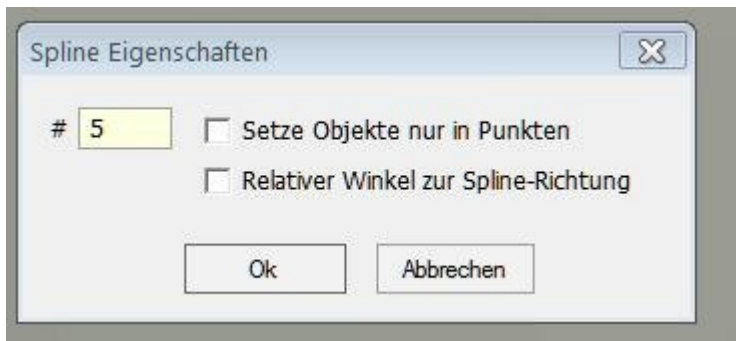 Spline Eigenschaften
# 5
Setze Objekte nur in Punkten
Relativer Winkel zur Spline-Richtung
Ok
Abbrechen